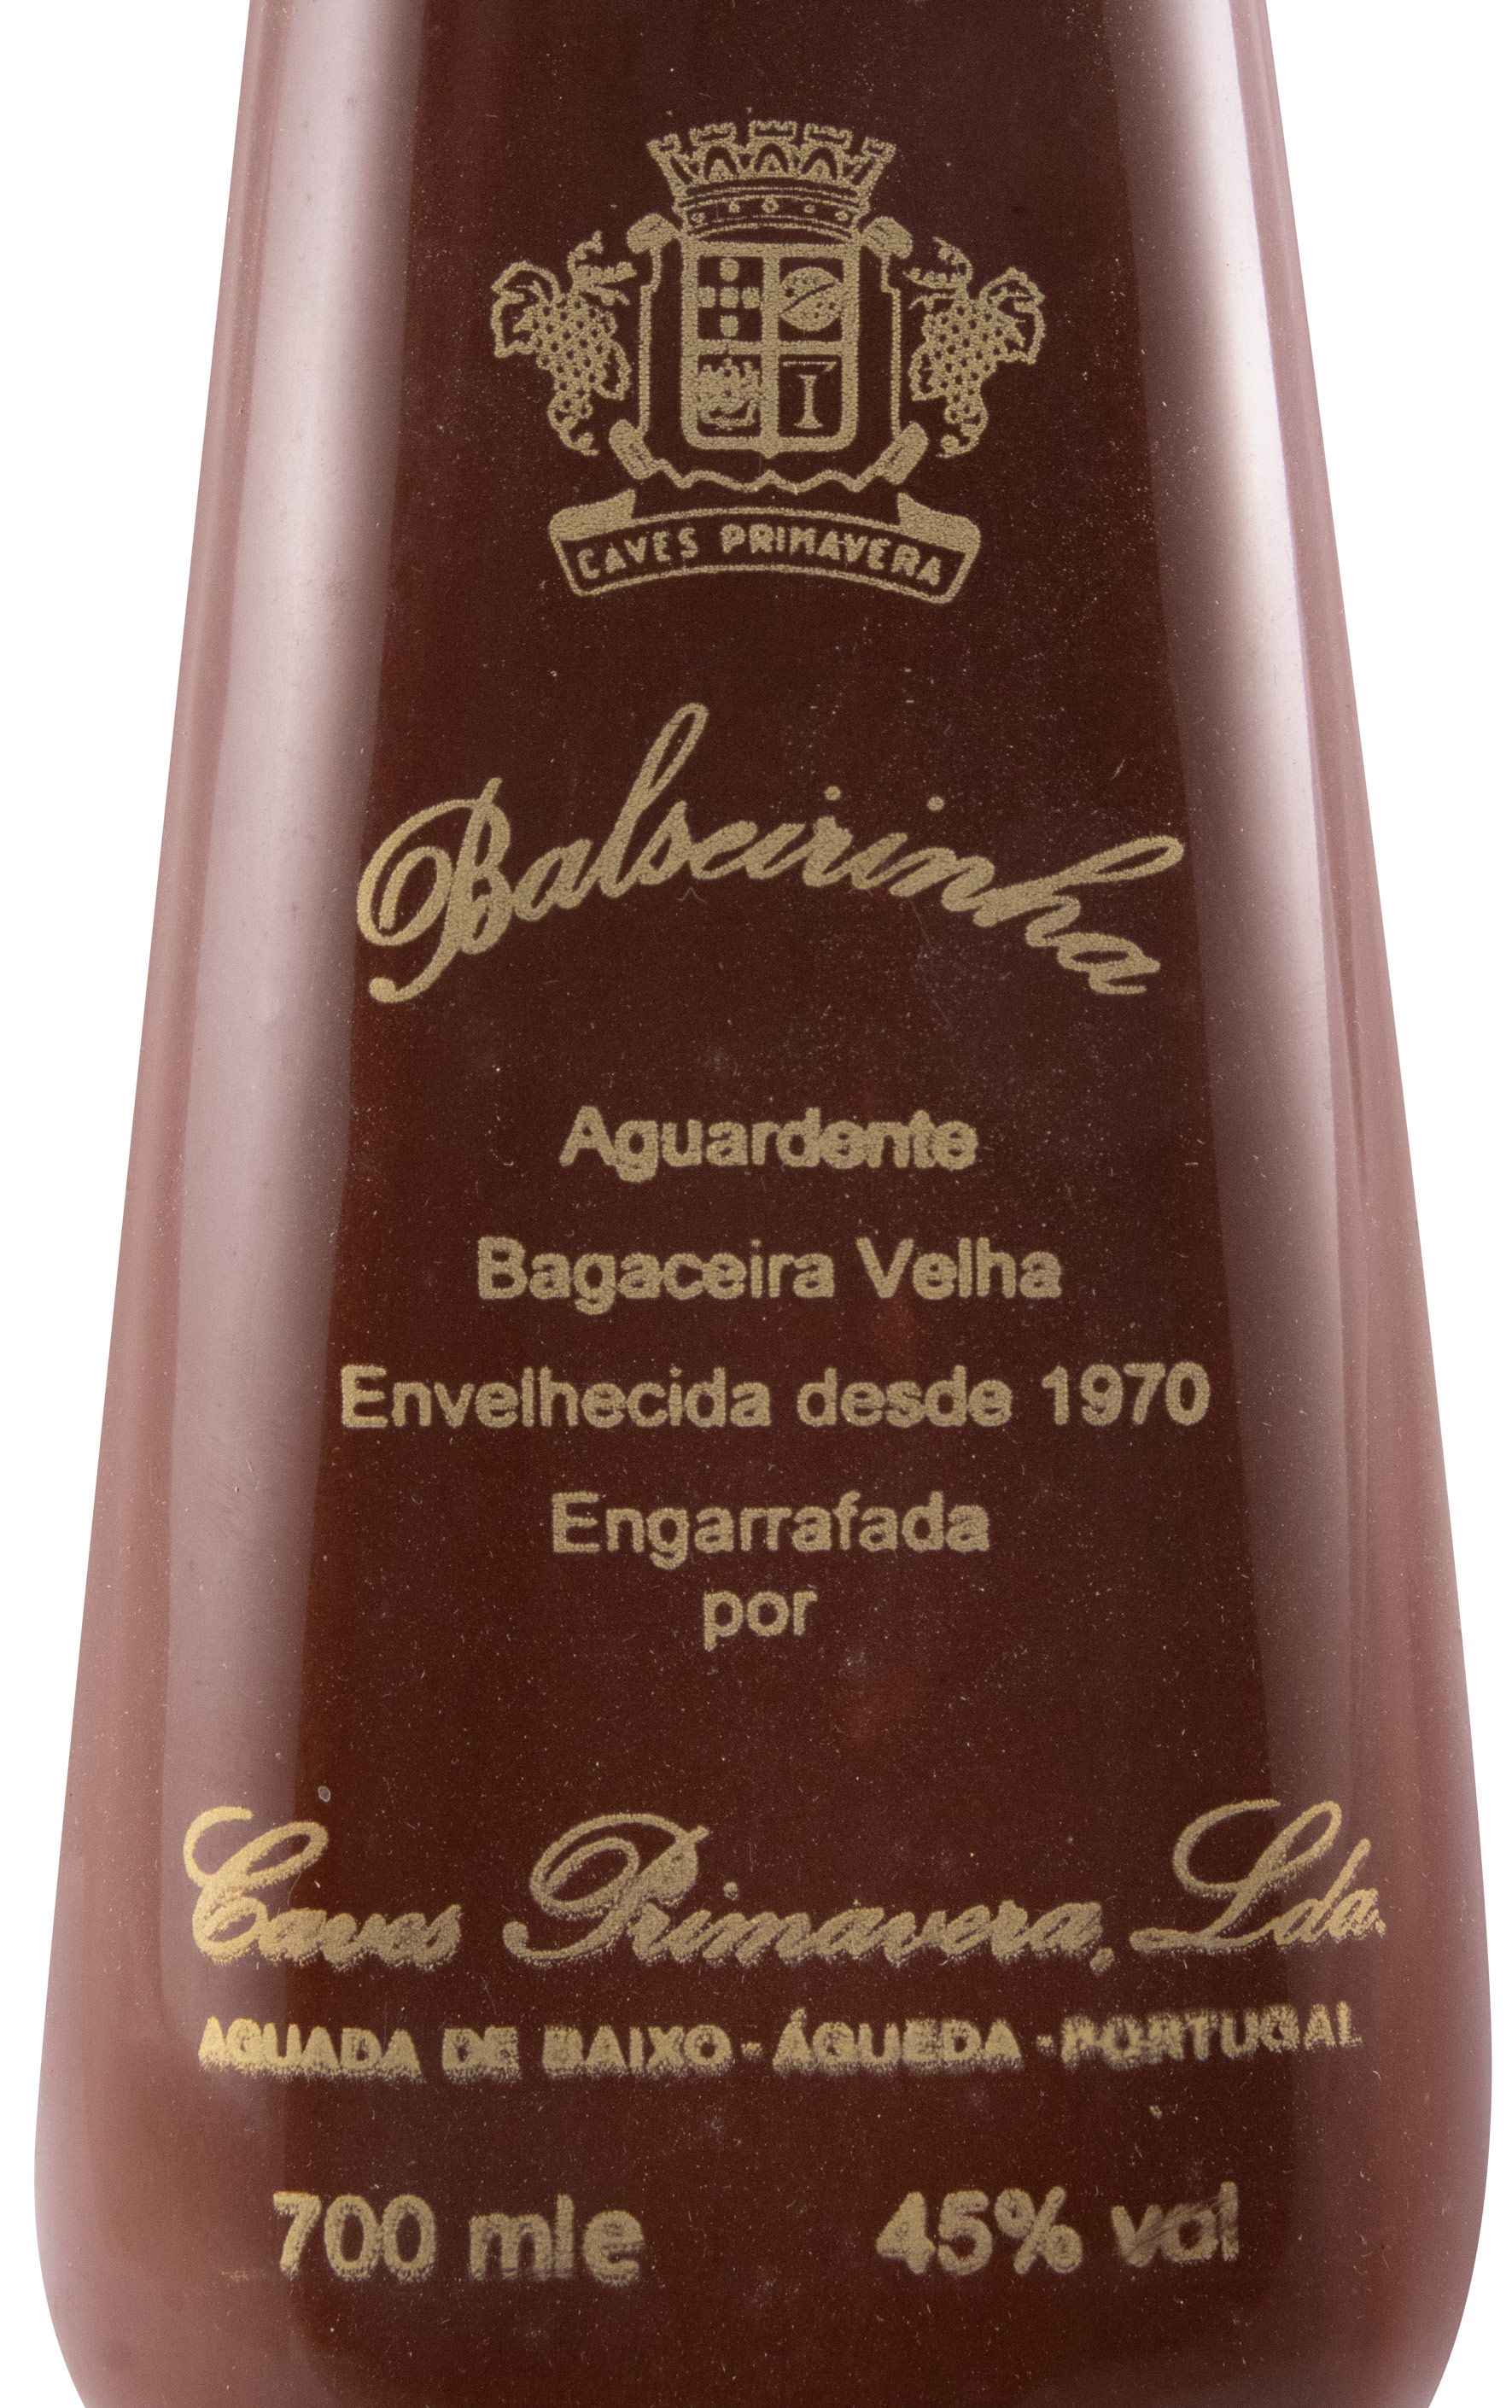 CAVES PRIMAVERA
Balseirinha
Aguardente
Bagaceira Velha
Envelhecida desde 1970
Engarrafada
por
Caves Primavera, Lda.
AGUADA DE BAIXO - ÁGUEDA - PORTUGAL
700 mle 45% vol